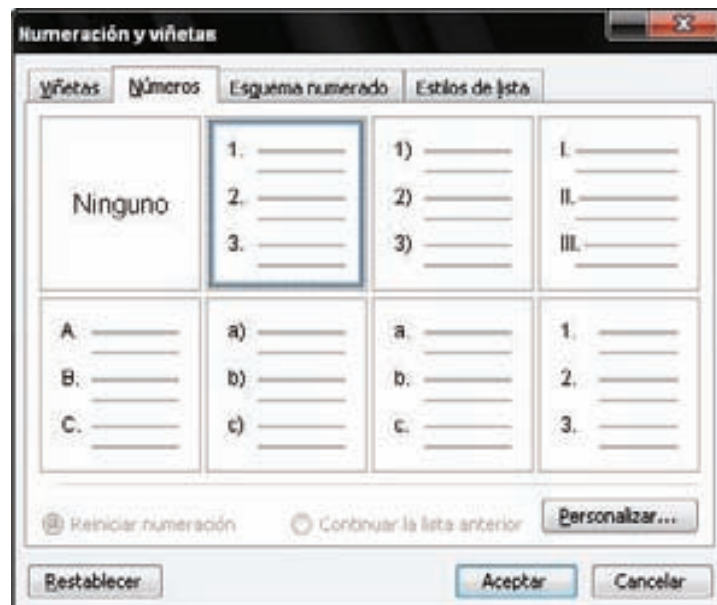 Numeración y viñetas
Viñetas Números Esquema numerado Estilos de lista
Ninguno
1.
2.
3.
1)
2)
3)
I.
II.
III.
A.
B.
C.
a)
b)
c)
a.
b.
c.
1.
2.
3.
Reiniciar numeración Continuar la lista anterior Personalizar...
Restablecer Aceptar Cancelar